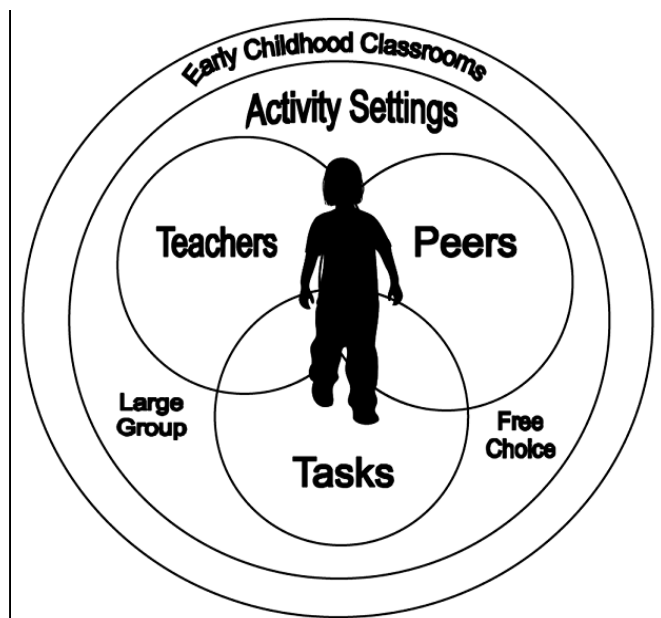 Early Childhood Classrooms
Activity Settings
Teachers
Peers
Large
Group
Free
Choice
Tasks